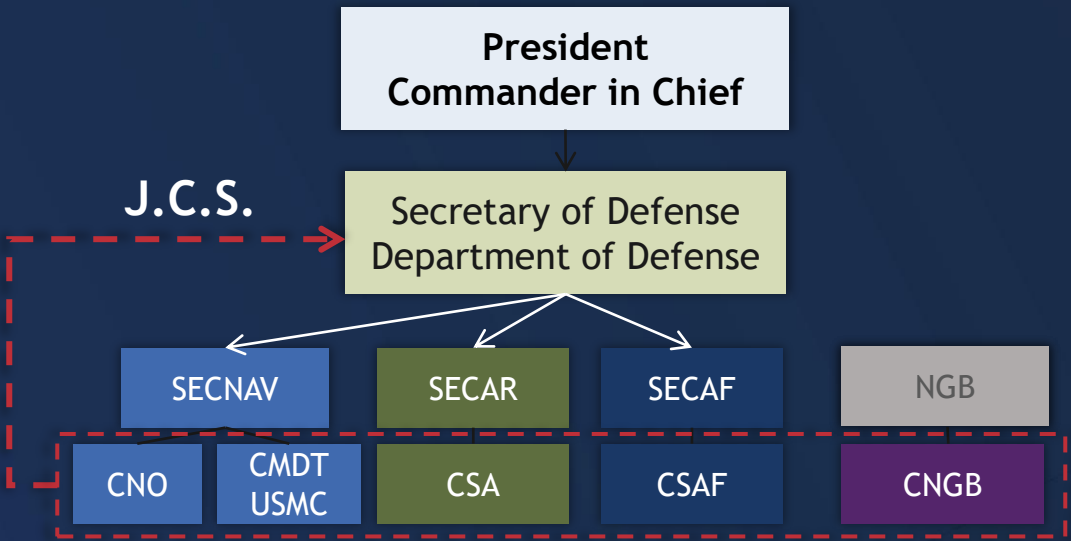 President
Commander in Chief
J.C.S.
Secretary of Defense
Department of Defense
SECNAV
SECAR
SECAF
NGB
CNO
CMDT
USMC
CSA
CSAF
CNGB